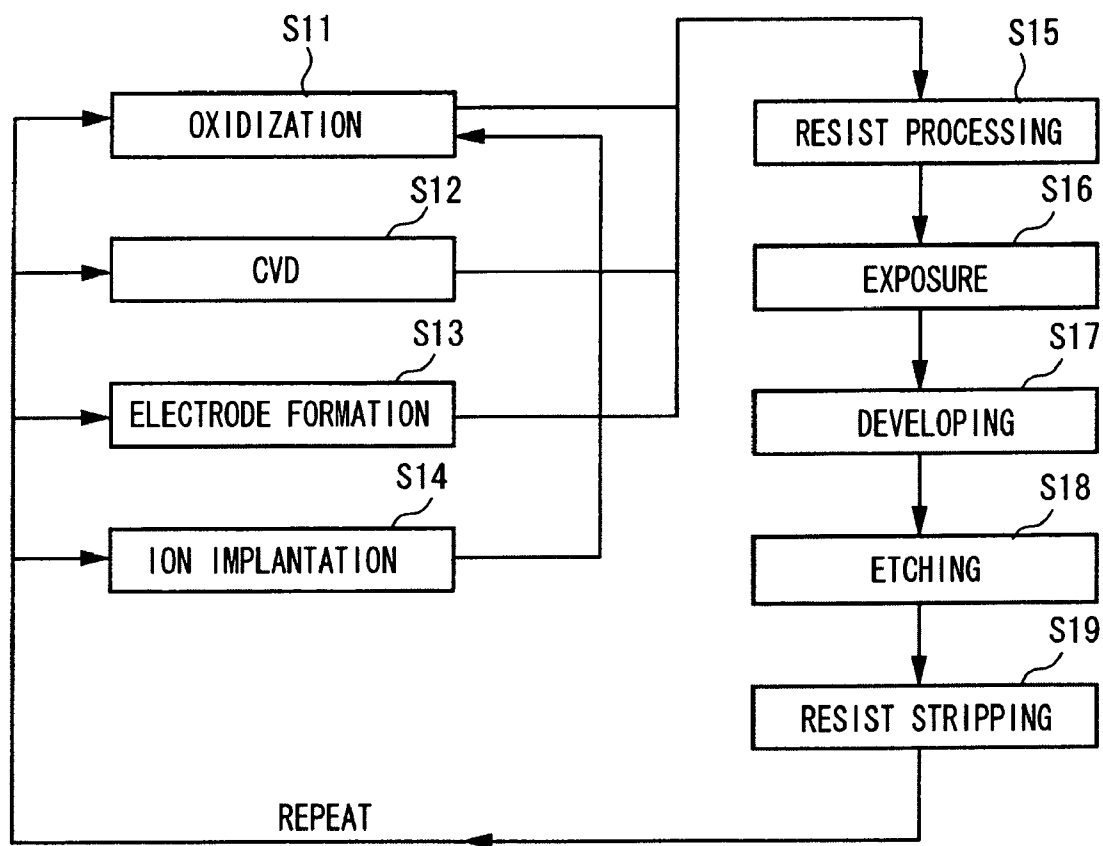 S11
OXIDIZATION
S12
CVD
S13
ELECTRODE FORMATION
S14
ION IMPLANTATION
S15
RESIST PROCESSING
S16
EXPOSURE
S17
DEVELOPING
S18
ETCHING
S19
RESIST STRIPPING
REPEAT